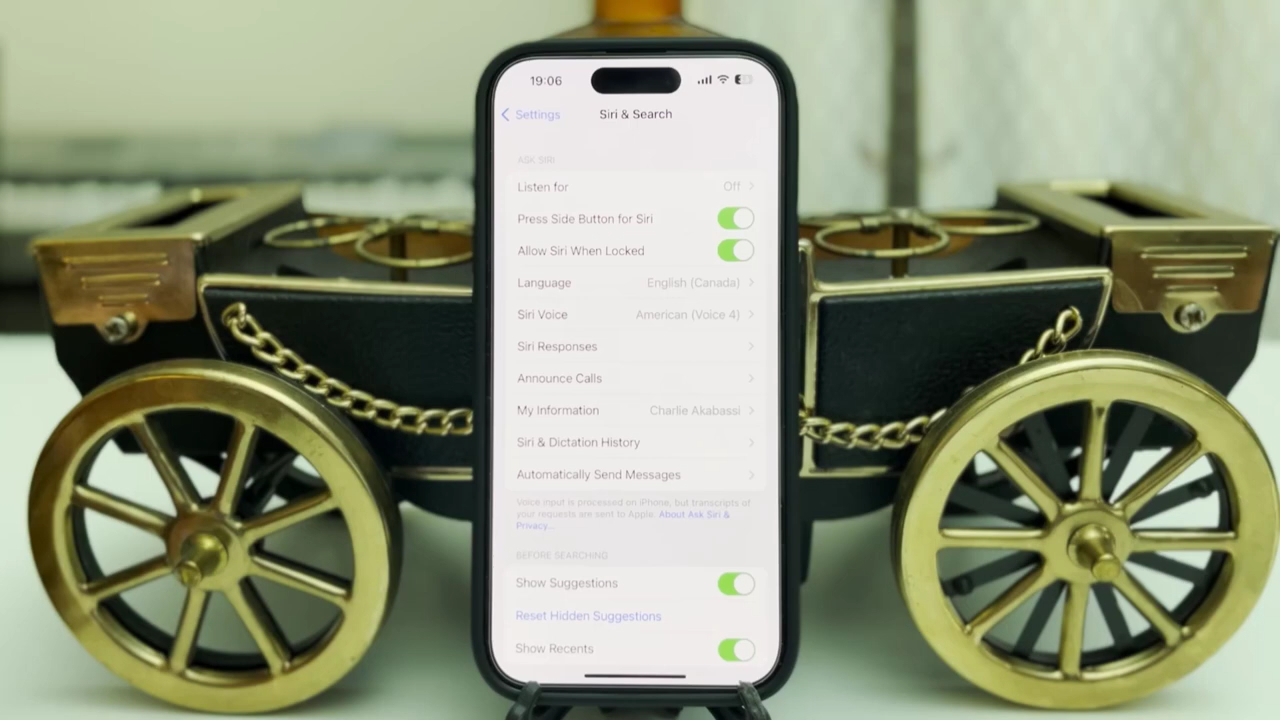 19:06
Settings
Siri & Search
ASK SIRI
Listen for Off
Press Side Button for Siri
Allow Siri When Locked
Language English (Canada)
Siri Voice American (Voice 4)
Siri Responses
Announce Calls
My Information Charlie Akabassi
Siri & Dictation History
Automatically Send Messages
Voice input is processed on iPhone, but transcripts of
your requests are sent to Apple. About Ask Siri &
Privacy...
BEFORE SEARCHING
Show Suggestions
Reset Hidden Suggestions
Show Recents